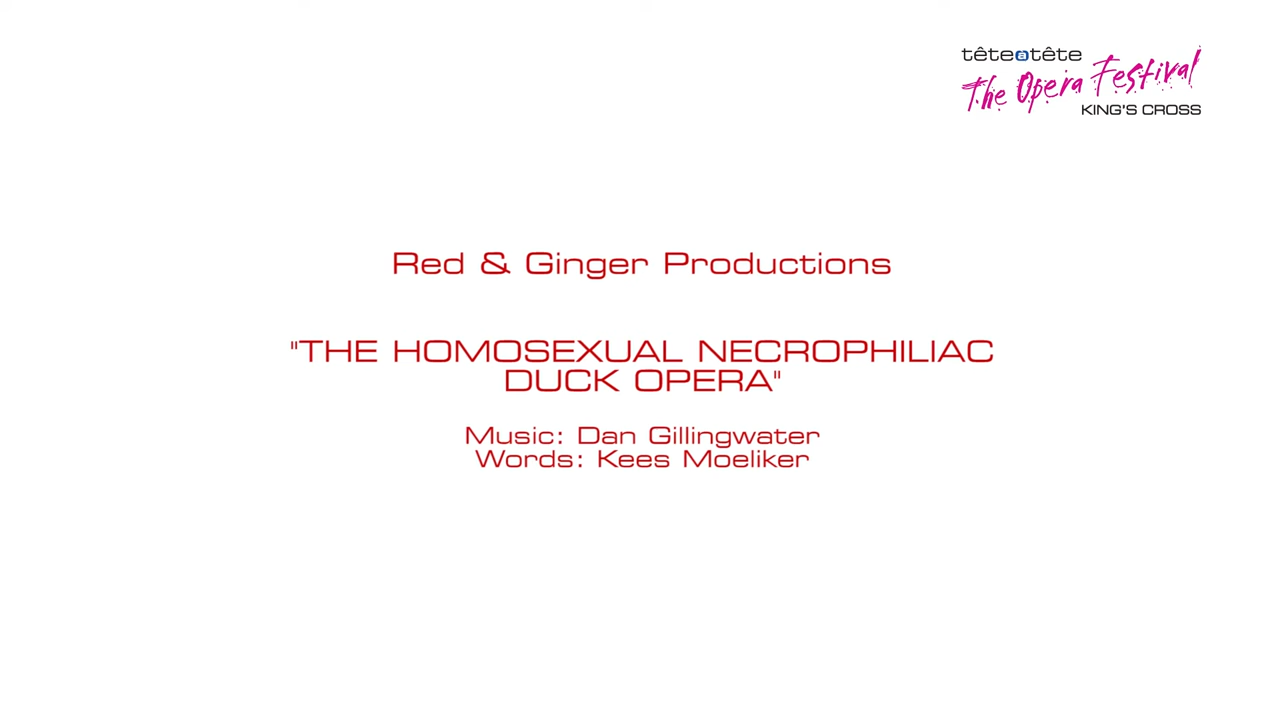 têteàtête
The Opera Festival
KING'S CROSS
Red & Ginger Productions
"THE HOMOSEXUAL NECROPHILIAC
DUCK OPERA"
Music: Dan Gillingwater
Words: Kees Moeliker